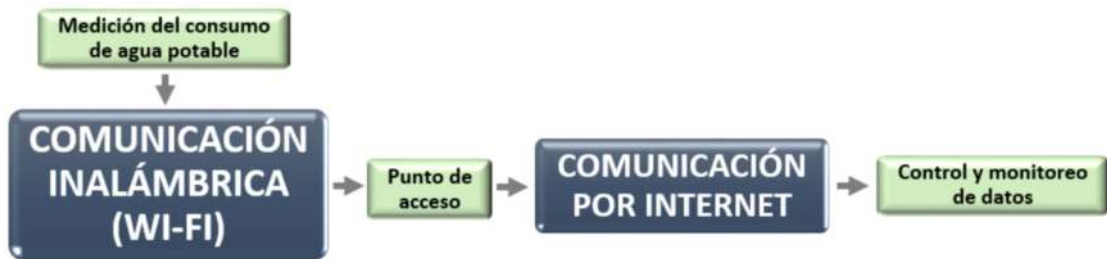 Medición del consumo
de agua potable
COMUNICACIÓN
INALÁMBRICA
(WI-FI)
Punto de
acceso
COMUNICACIÓN
POR INTERNET
Control y monitoreo
de datos